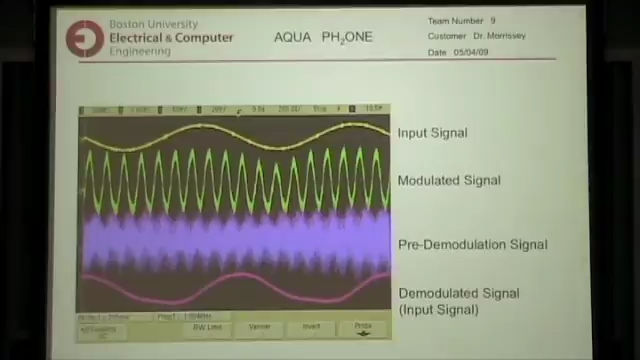 Boston University
Electrical & Computer
Engineering
AQUA PH2ONE
Team Number 9
Customer Dr. Morrissey
Date 05/04/09
Input Signal
Modulated Signal
Pre-Demodulation Signal
Demodulated Signal
(Input Signal)
BW Limit
Vernier
Invert
Probe